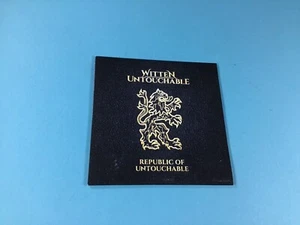 WITTEN
UNTOUCHABLE
REPUBLIC OF
UNTOUCHABLE